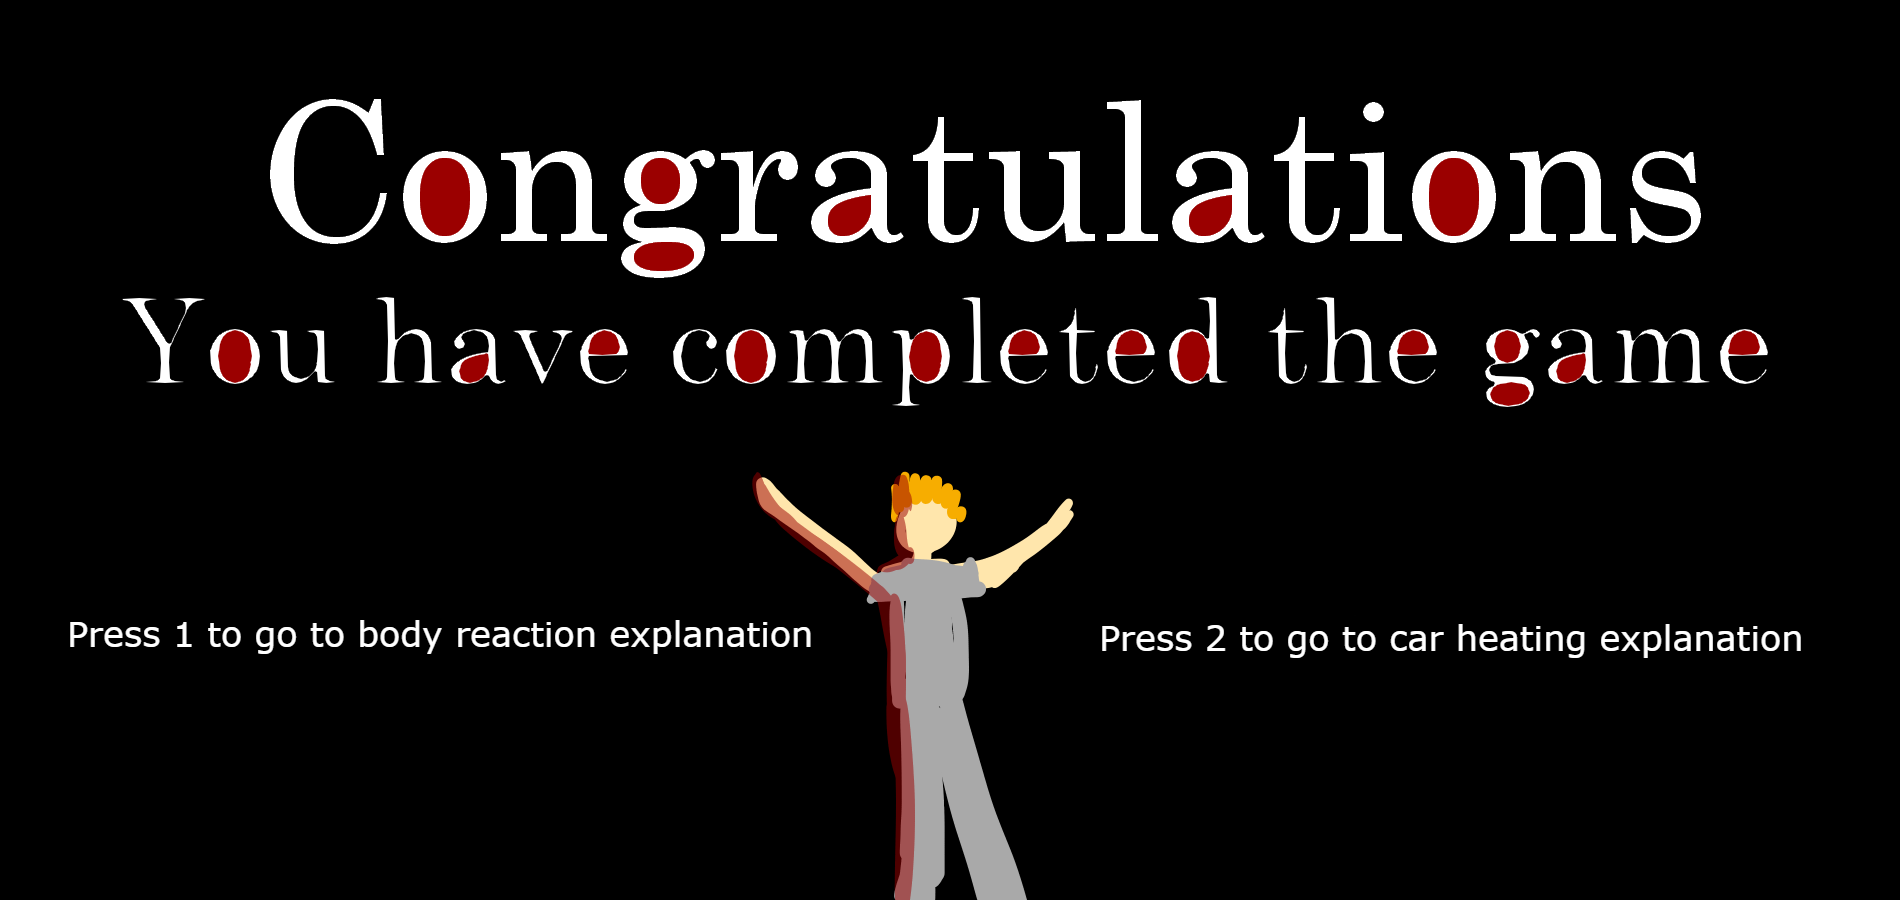 Congratulations
You have completed the game
Press 1 to go to body reaction explanation
Press 2 to go to car heating explanation